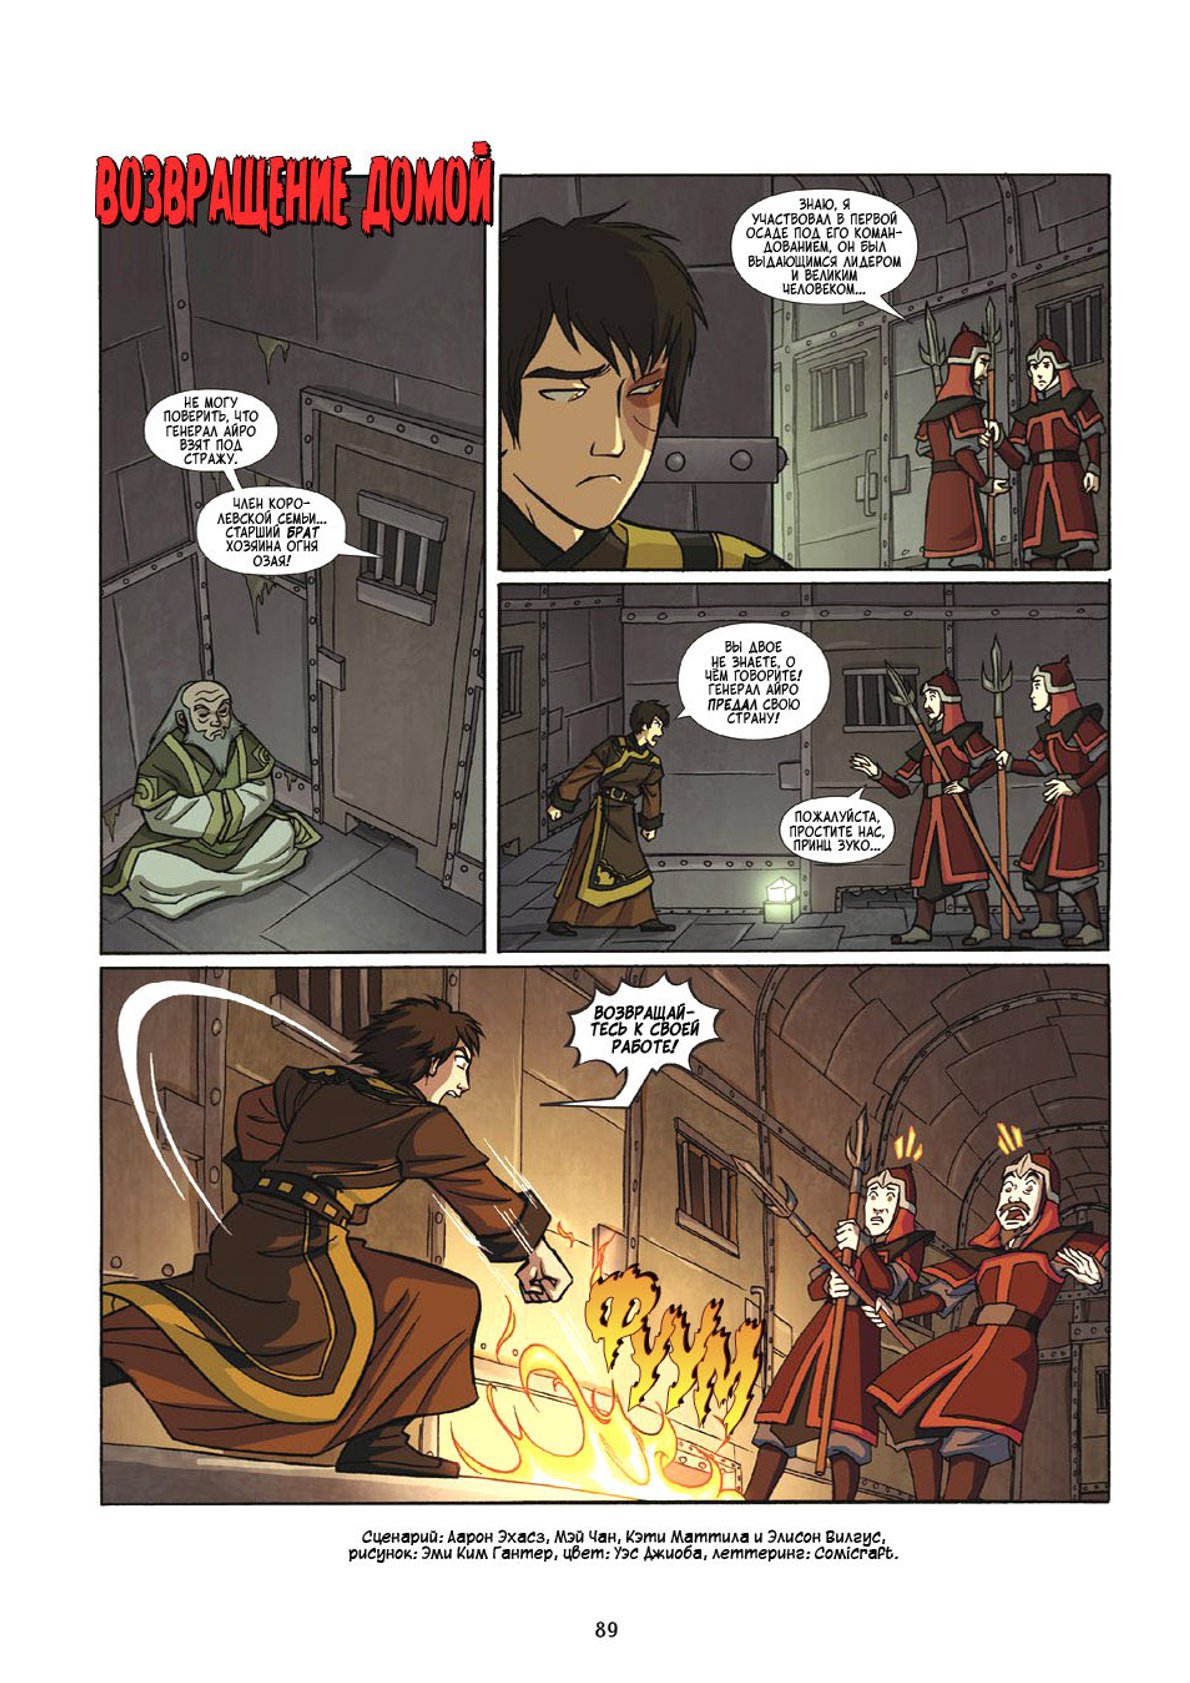 ВОЗВРАЩЕНИЕ ДОМОЙ
НЕ МОГУ
ПОВЕРИТЬ, ЧТО
ГЕНЕРАЛ АЙРО
ВЗЯТ ПОД
СТРАЖУ.
ЧЛЕН КОРО-
ЛЕВСКОЙ СЕМЬИ...
СТАРШИЙ БРАТ
ХОЗЯИНА ОГНЯ
ОЗАЯ!
ЗНАЮ, Я
УЧАСТВОВАЛ В ПЕРВОЙ
ОСАДЕ ПОД ЕГО КОМАН-
ДОВАНИЕМ, ОН БЫЛ
ВЫДАЮЩИМСЯ ЛИДЕРОМ
И ВЕЛИКИМ
ЧЕЛОВЕКОМ...
ВЫ ДВОЕ
НЕ ЗНАЕТЕ, О
ЧЁМ ГОВОРИТЕ!
ГЕНЕРАЛ АЙРО
ПРЕДАЛ СВОЮ
СТРАНУ!
ПОЖАЛУЙСТА,
ПРОСТИТЕ НАС,
ПРИНЦ ЗУКО...
ВОЗВРАЩАЙ-
ТЕСЬ К СВОЕЙ
РАБОТЕ!
ФУУМ
Сценарий: Аарон Эхасз, Мэй Чан, Кэти Маттила и Элисон Вилгус,
рисунок: Эми Ким Гантер, цвет: Уэс Джиоба, леттеринг: Comicraft.
89